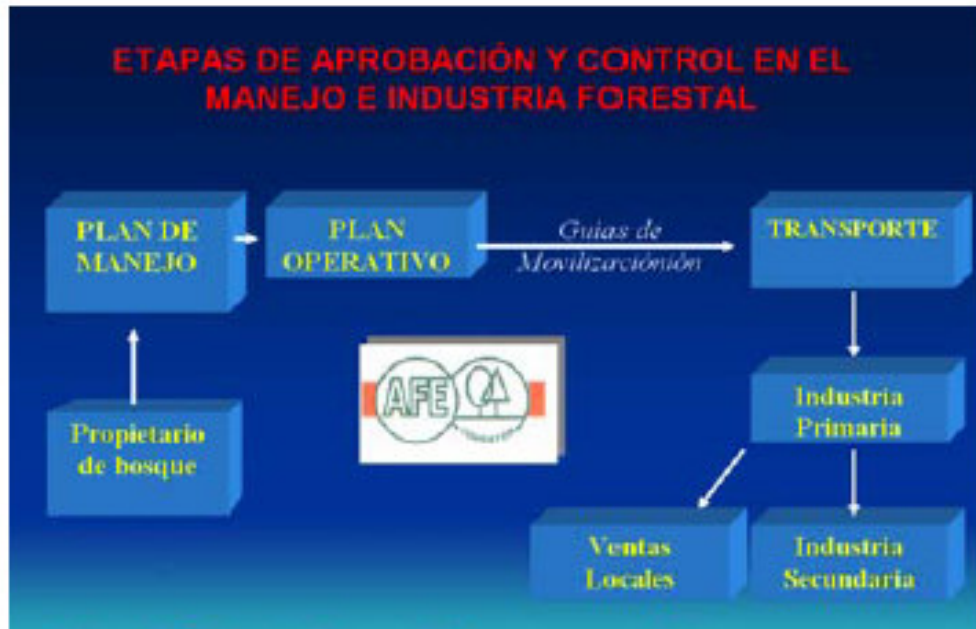 ETAPAS DE APROBACIÓN Y CONTROL EN EL
MANEJO E INDUSTRIA FORESTAL
PLAN DE
MANEJO
PLAN
OPERATIVO
Guias de
Movilizaciónión
TRANSPORTE
Propietario
de bosque
AFE
Industria
Primaria
Ventas
Locales
Industria
Secundaria